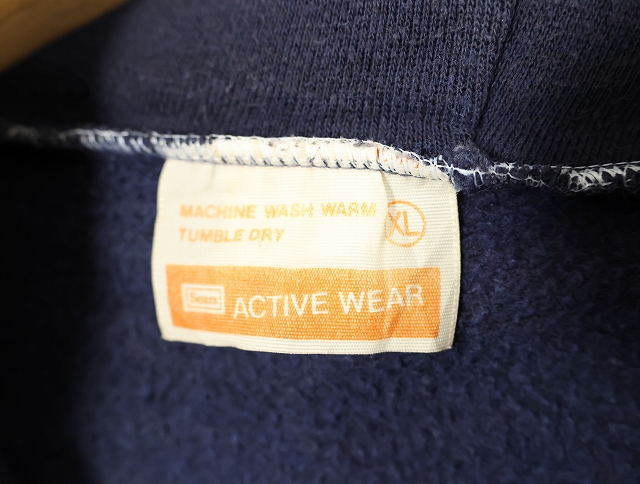 MACHINE WASH WARM XL
TUMBLE DRY
Sears ACTIVE WEAR